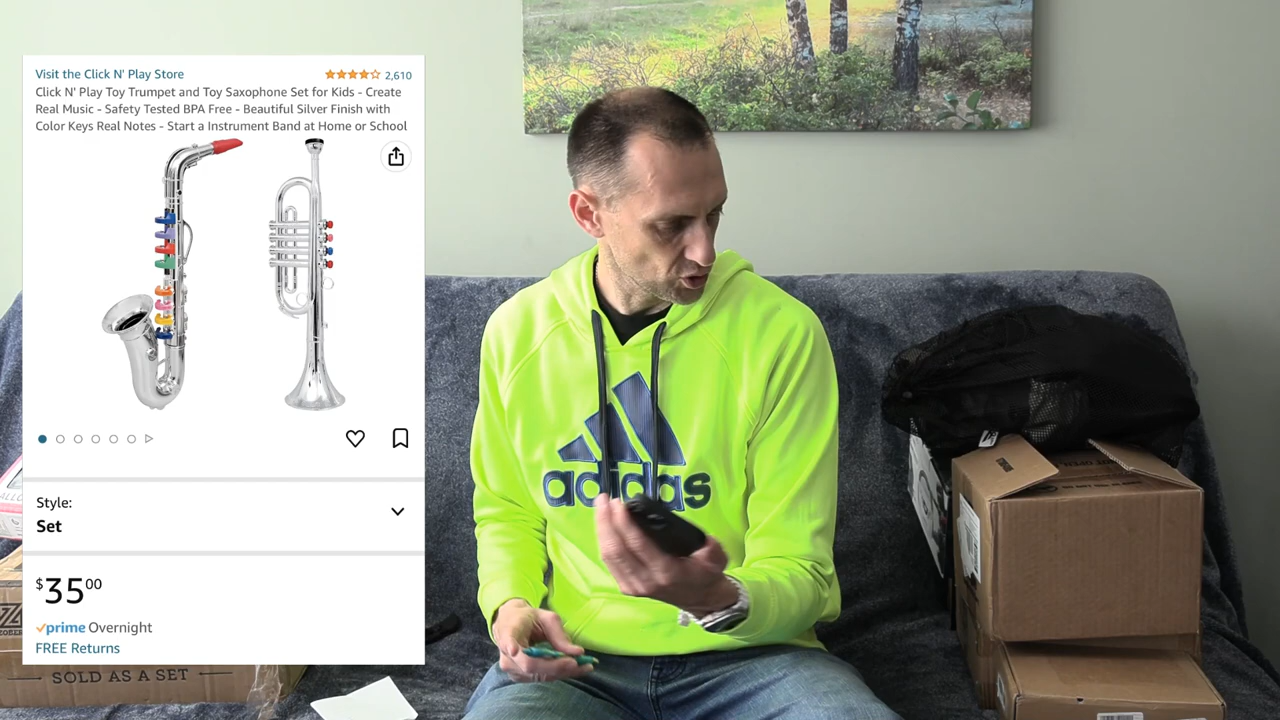 Visit the Click N' Play Store
2,610
Click N' Play Toy Trumpet and Toy Saxophone Set for Kids - Create
Real Music - Safety Tested BPA Free - Beautiful Silver Finish with
Color Keys Real Notes - Start a Instrument Band at Home or School
Style:
Set
$35 00
prime Overnight
FREE Returns
SOLD AS A SET
adidas